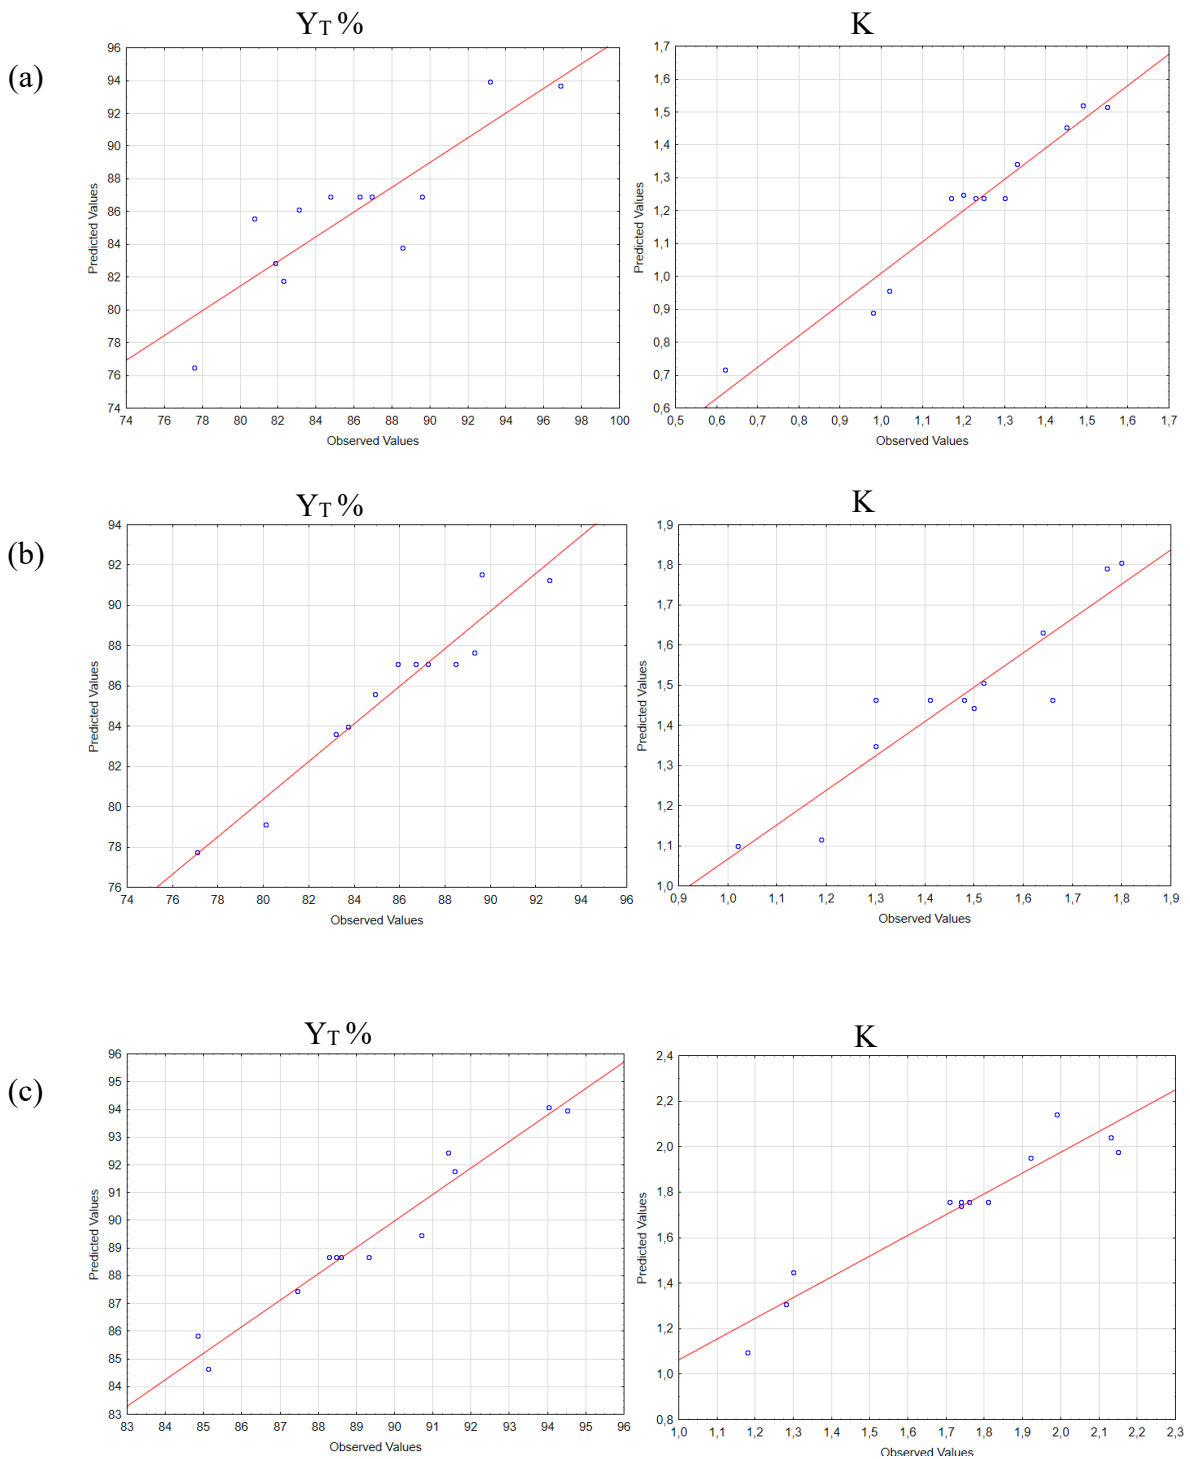 Y_T %
K
(a)
96
94
92
90
88
86
84
82
80
78
76
74
Predicted Values
74 76 78 80 82 84 86 88 90 92 94 96 98 100
Observed Values
1,7
1,6
1,5
1,4
1,3
1,2
1,1
1,0
0,9
0,8
0,7
0,6
Predicted Values
0,5 0,6 0,7 0,8 0,9 1,0 1,1 1,2 1,3 1,4 1,5 1,6 1,7
Observed Values
Y_T %
K
(b)
94
92
90
88
86
84
82
80
78
76
Predicted Values
74 76 78 80 82 84 86 88 90 92 94 96
Observed Values
1,9
1,8
1,7
1,6
1,5
1,4
1,3
1,2
1,1
1,0
Predicted Values
0,9 1,0 1,1 1,2 1,3 1,4 1,5 1,6 1,7 1,8 1,9
Observed Values
Y_T %
K
(c)
96
95
94
93
92
91
90
89
88
87
86
85
84
83
Predicted Values
83 84 85 86 87 88 89 90 91 92 93 94 95 96
Observed Values
2,4
2,2
2,0
1,8
1,6
1,4
1,2
1,0
0,8
Predicted Values
1,0 1,1 1,2 1,3 1,4 1,5 1,6 1,7 1,8 1,9 2,0 2,1 2,2 2,3
Observed Values